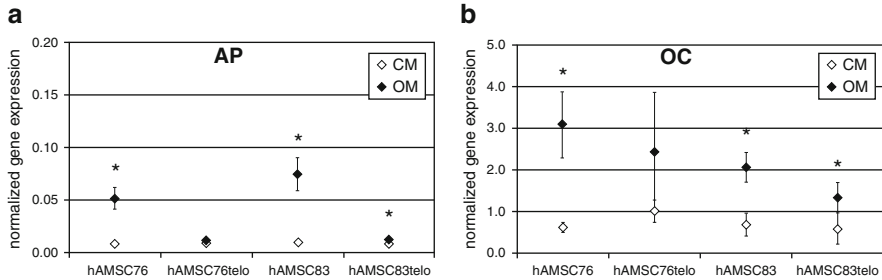 a
AP
normalized gene expression
0.20
0.15
0.10
0.05
0.00
CM
OM
*
*
*
hAMSC76
hAMSC76telo
hAMSC83
hAMSC83telo
b
OC
normalized gene expression
5.0
4.0
3.0
2.0
1.0
0.0
CM
OM
*
*
*
hAMSC76
hAMSC76telo
hAMSC83
hAMSC83telo